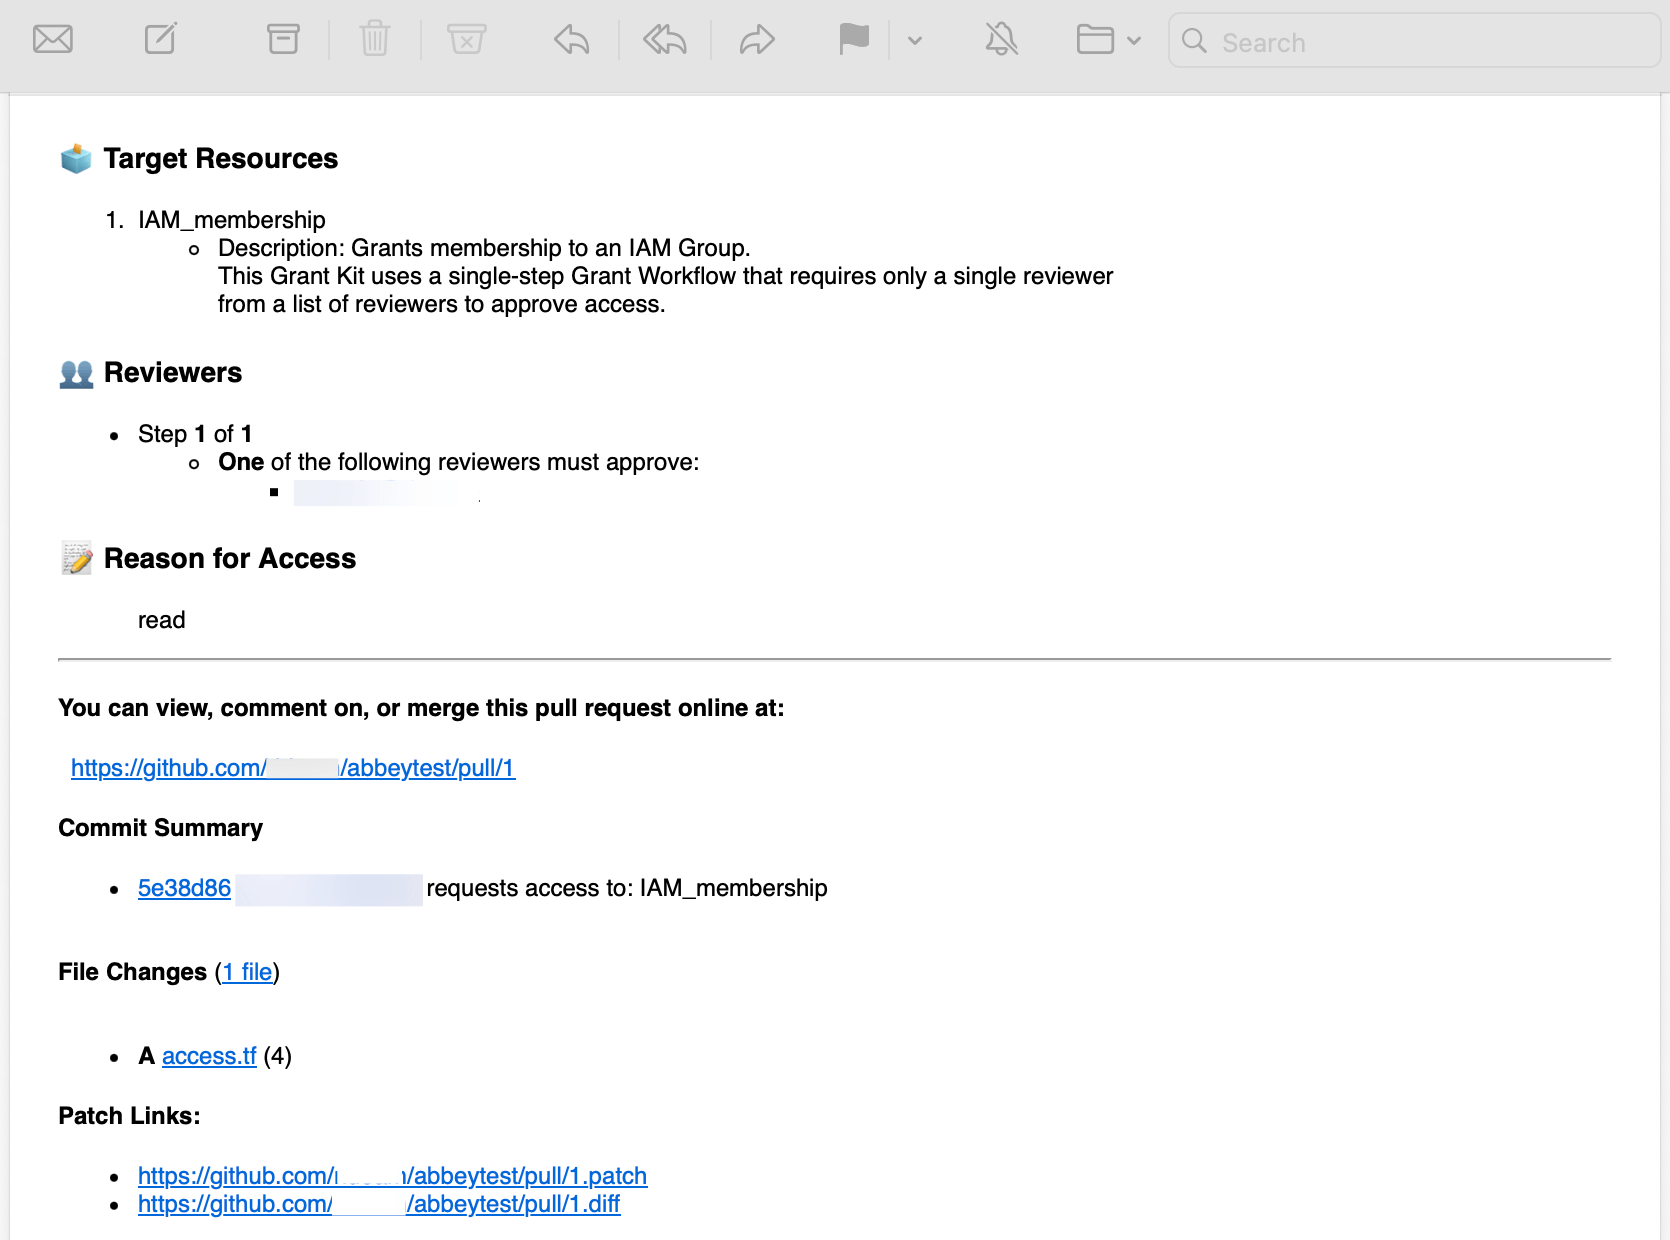 Search
Target Resources
1. IAM_membership
Description: Grants membership to an IAM Group.
This Grant Kit uses a single-step Grant Workflow that requires only a single reviewer
from a list of reviewers to approve access.
Reviewers
Step 1 of 1
One of the following reviewers must approve:
Reason for Access
read
You can view, comment on, or merge this pull request online at:
https://github.com/ /abbeytest/pull/1
Commit Summary
5e38d86 requests access to: IAM_membership
File Changes (1 file)
A access.tf (4)
Patch Links:
https://github.com/ /abbeytest/pull/1.patch
https://github.com/ /abbeytest/pull/1.diff